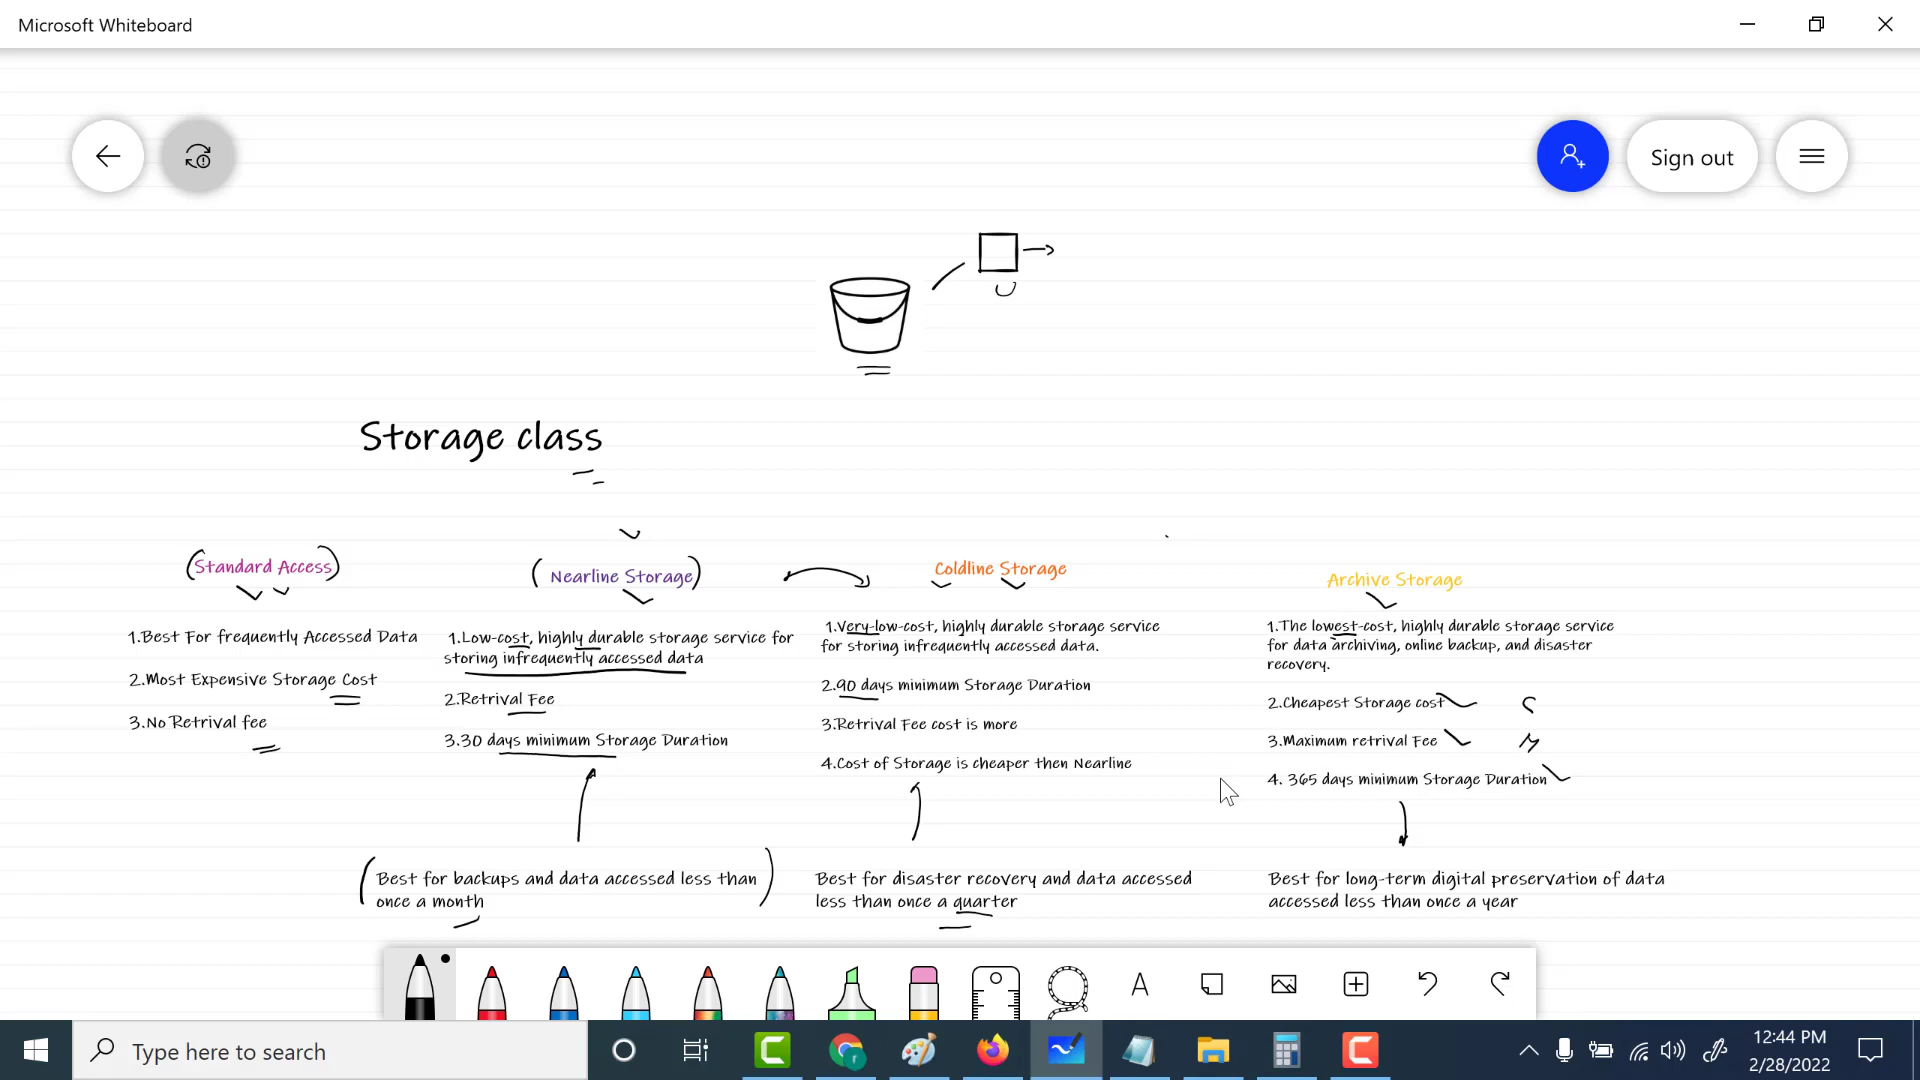 Microsoft Whiteboard
Sign out
Storage class
(Standard Access)
1.Best For frequently Accessed Data
2.Most Expensive Storage Cost
3.No Retrival fee
(Nearline Storage)
1.Low-cost, highly durable storage service for
storing infrequently accessed data
2.Retrival Fee
3.30 days minimum Storage Duration
(Best for backups and data accessed less than
once a month)
Coldline Storage
1.Very-low-cost, highly durable storage service
for storing infrequently accessed data.
2.90 days minimum Storage Duration
3.Retrival Fee cost is more
4.Cost of Storage is cheaper then Nearline
Best for disaster recovery and data accessed
less than once a quarter
Archive Storage
1.The lowest-cost, highly durable storage service
for data archiving, online backup, and disaster
recovery.
2.Cheapest Storage cost
3.Maximum retrival Fee
4. 365 days minimum Storage Duration
Best for long-term digital preservation of data
accessed less than once a year
Type here to search
12:44 PM
2/28/2022